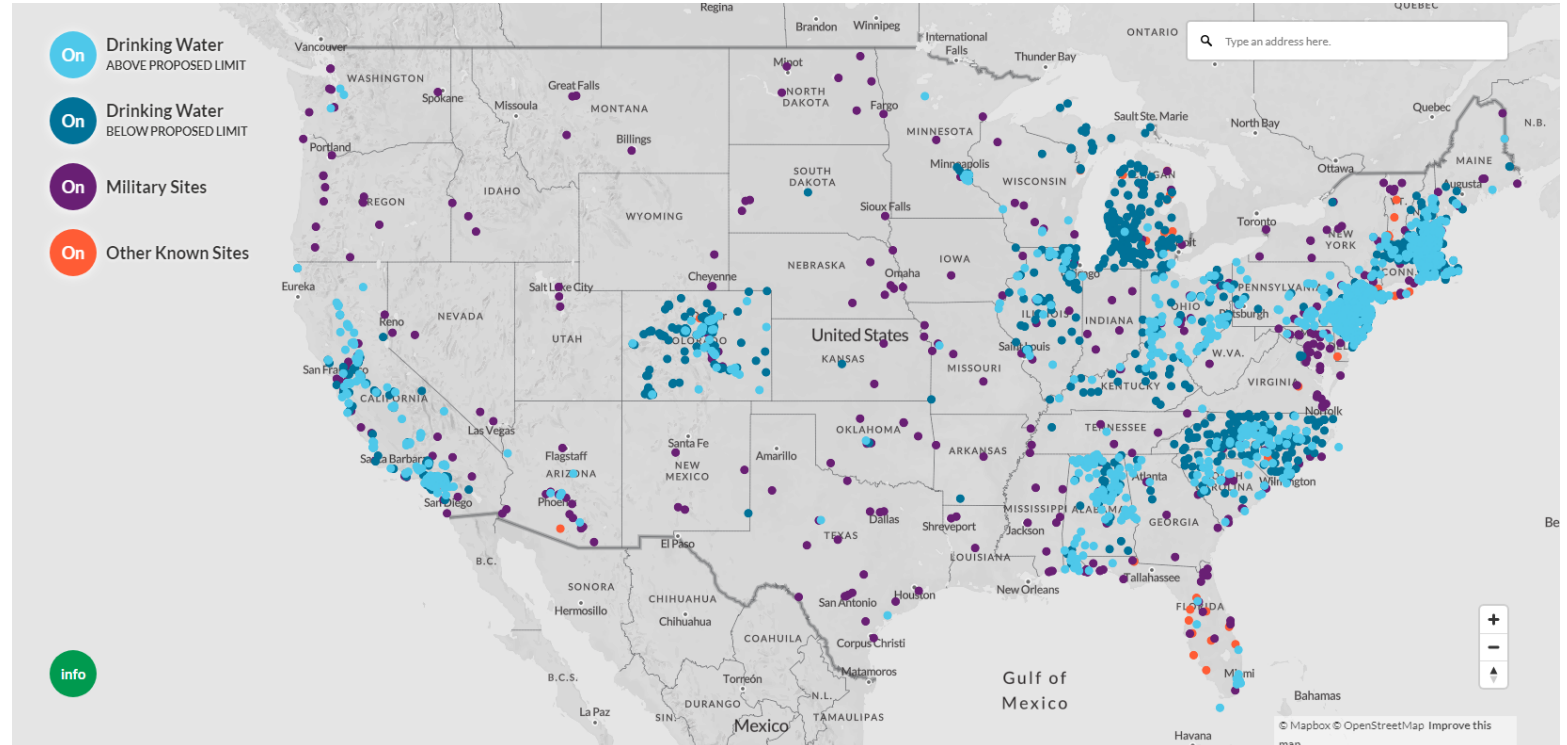 On
Drinking Water
ABOVE PROPOSED LIMIT
On
Drinking Water
BELOW PROPOSED LIMIT
On
Military Sites
On
Other Known Sites
info
Type an address here.
Regina
Brandon
Winnipeg
International
Falls
Thunder Bay
ONTARIO
QUEBEC
Vancouver
WASHINGTON
Spokane
Missoula
Great Falls
MONTANA
Minot
NORTH
DAKOTA
Fargo
MINNESOTA
Sault Ste. Marie
North Bay
Quebec
N.B.
Portland
Billings
Minneapolis
WISCONSIN
Ottawa
MAINE
Augusta
IDAHO
SOUTH
DAKOTA
WYOMING
Sioux Falls
Toronto
NEW
YORK
Eureka
Salt Lake City
Cheyenne
NEBRASKA
Omaha
IOWA
PENNSYLVANIA
NEVADA
Reno
UTAH
United States
KANSAS
INDIANA
OHIO
Pittsburgh
W.VA.
MISSOURI
KENTUCKY
VIRGINIA
Norfolk
CALIFORNIA
Las Vegas
Santa Fe
NEW
MEXICO
Amarillo
OKLAHOMA
ARKANSAS
TENNESSEE
Flagstaff
ARIZONA
Santa Barbara
San Diego
Atlanta
Wilmington
MISSISSIPPI
ALABAMA
GEORGIA
Jackson
Dallas
Shreveport
TEXAS
El Paso
LOUISIANA
B.C.
SONORA
Hermosillo
CHIHUAHUA
Chihuahua
San Antonio
Houston
New Orleans
Tallahassee
FLORIDA
COAHUILA
Corpus Christi
Matamoros
B.C.S.
Torreón
DURANGO
N.L.
La Paz
SIN.
TAMAULIPAS
Mexico
Gulf of
Mexico
Miami
Bahamas
Havana
Be
© Mapbox © OpenStreetMap Improve this
map